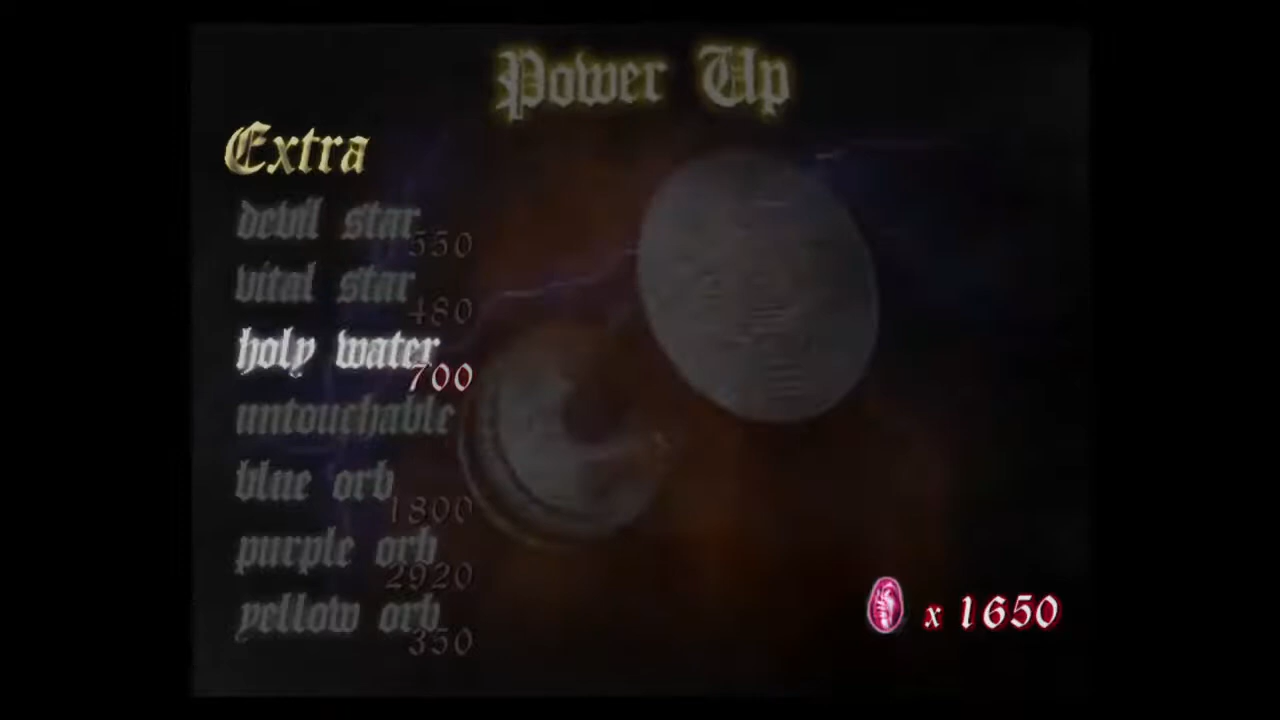 Power Up
Extra
devil star
550
vital star
480
holy water
700
untouchable
blue orb
1800
purple orb
2920
yellow orb
350
x 1650